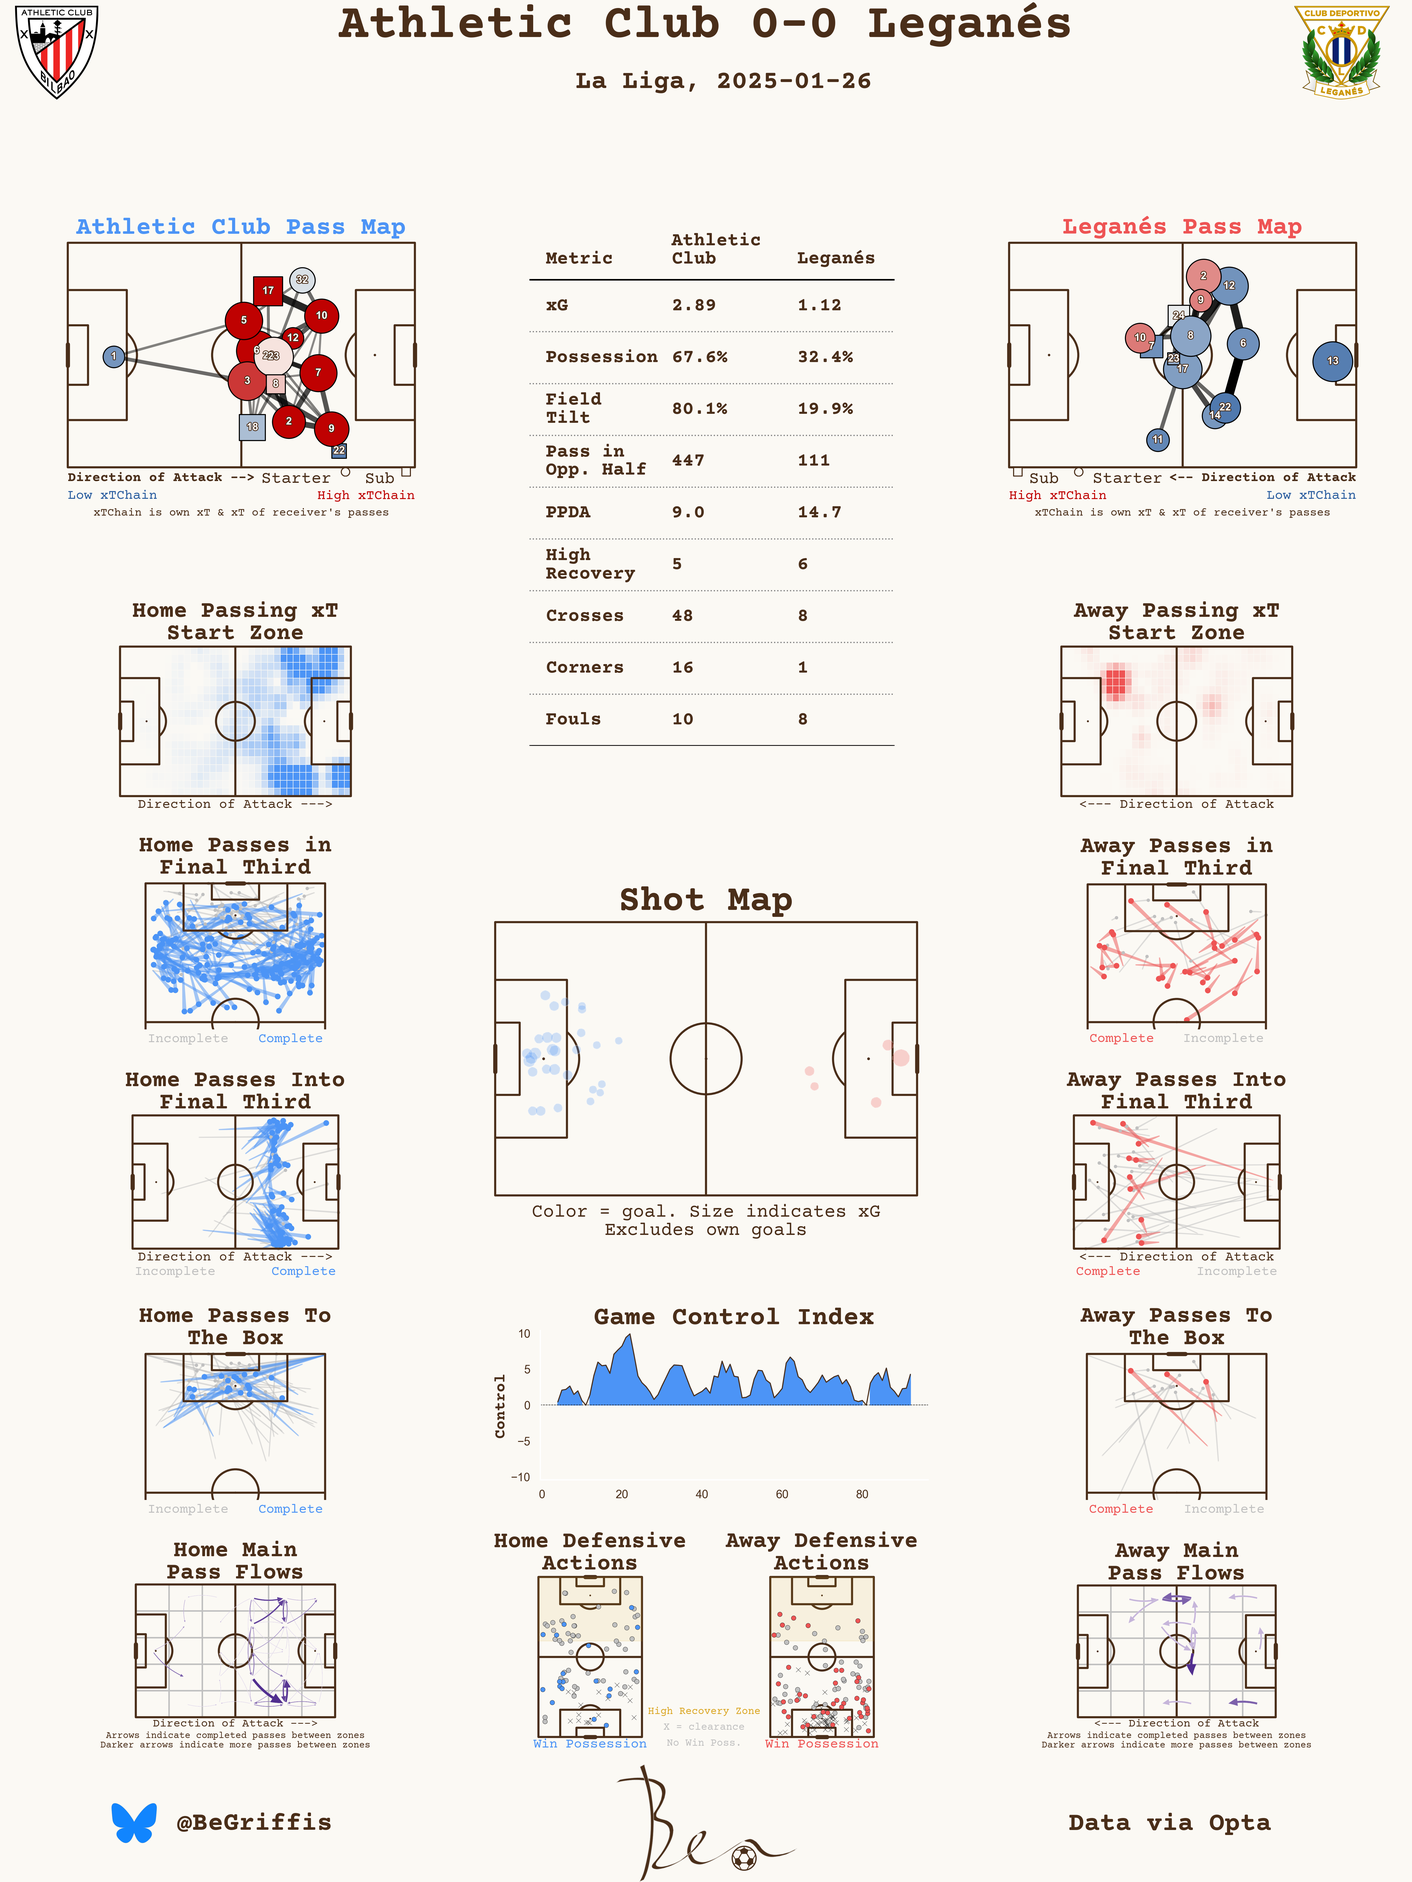 Athletic Club 0-0 Leganés
La Liga, 2025-01-26
ATHLETIC CLUB
BILBAO
CLUB DEPORTIVO
LEGANÉS
Athletic Club Pass Map
17
32
5
10
12
1
3
7
8
18
2
9
22
Direction of Attack --> Starter Sub
Low xTChain High xTChain
xTChain is own xT & xT of receiver's passes
Metric Athletic Club Leganés
xG 2.89 1.12
Possession 67.6% 32.4%
Field Tilt 80.1% 19.9%
Pass in Opp. Half 447 111
PPDA 9.0 14.7
High Recovery 5 6
Crosses 48 8
Corners 16 1
Fouls 10 8
Leganés Pass Map
2
12
9
24
10
7
8
6
23
17
13
22
14
11
Sub Starter <-- Direction of Attack
High xTChain Low xTChain
xTChain is own xT & xT of receiver's passes
Home Passing xT
Start Zone
Direction of Attack --->
Away Passing xT
Start Zone
<--- Direction of Attack
Home Passes in
Final Third
Incomplete Complete
Shot Map
Color = goal. Size indicates xG
Excludes own goals
Away Passes in
Final Third
Complete Incomplete
Home Passes Into
Final Third
Direction of Attack --->
Incomplete Complete
Away Passes Into
Final Third
<--- Direction of Attack
Complete Incomplete
Home Passes To
The Box
Incomplete Complete
Game Control Index
Control
10
5
0
−5
−10
0 20 40 60 80
Away Passes To
The Box
Complete Incomplete
Home Main
Pass Flows
Direction of Attack --->
Arrows indicate completed passes between zones
Darker arrows indicate more passes between zones
Home Defensive
Actions
Win Possession
High Recovery Zone
X = clearance
No Win Poss.
Away Defensive
Actions
Win Possession
Away Main
Pass Flows
<--- Direction of Attack
Arrows indicate completed passes between zones
Darker arrows indicate more passes between zones
@BeGriffis
Data via Opta